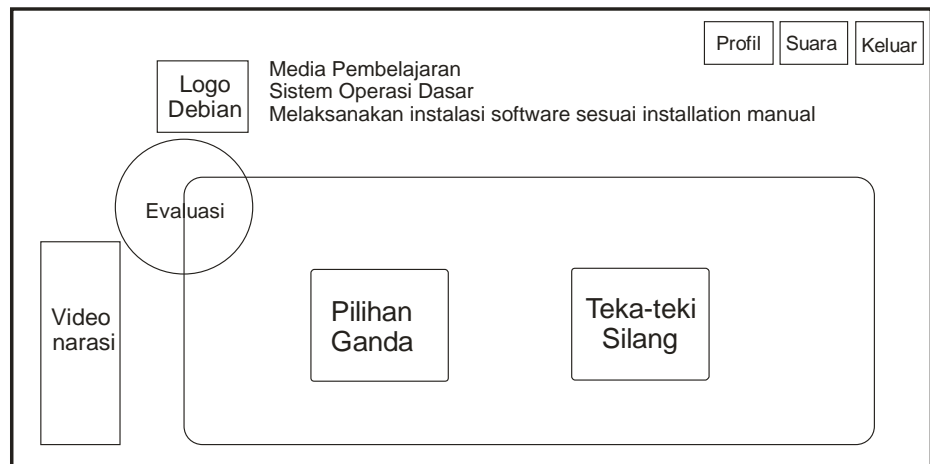 Profil
Suara
Keluar
Logo
Debian
Media Pembelajaran
Sistem Operasi Dasar
Melaksanakan instalasi software sesuai installation manual
Evaluasi
Video
narasi
Pilihan
Ganda
Teka-teki
Silang